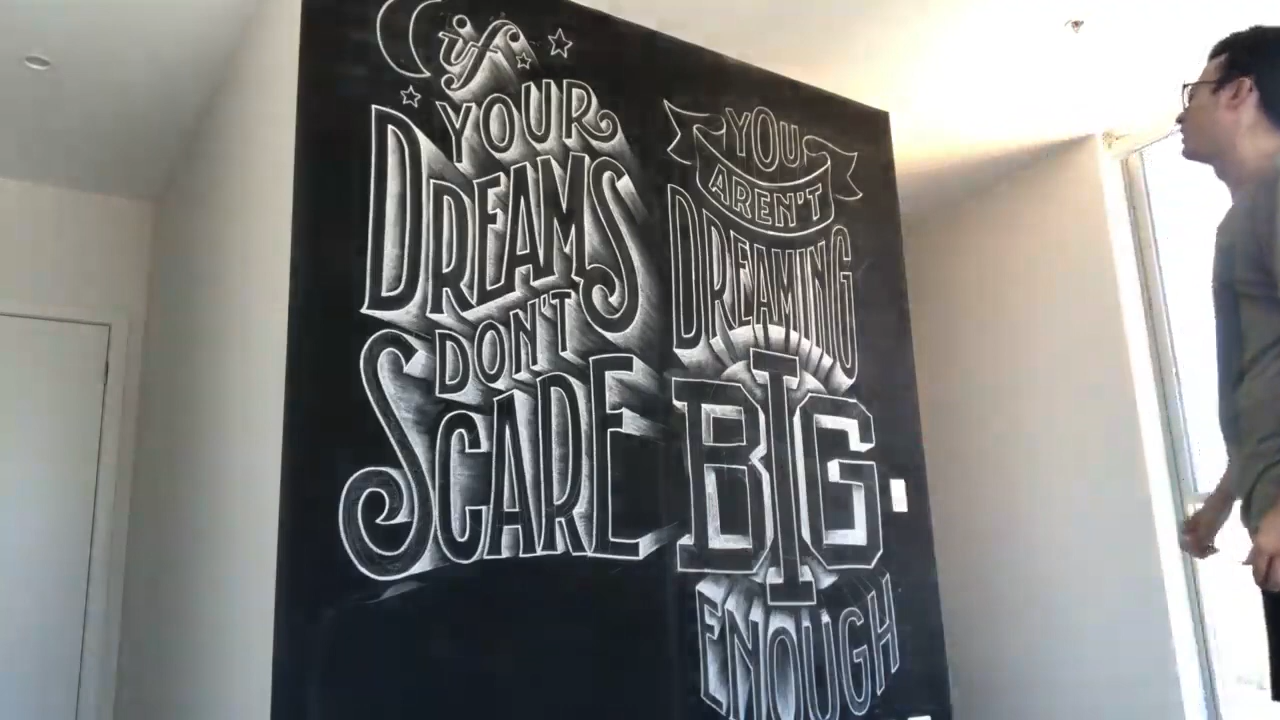 if
YOUR
DREAMS
DON'T
SCARE
YOU
AREN'T
DREAMING
BIG
ENOUGH